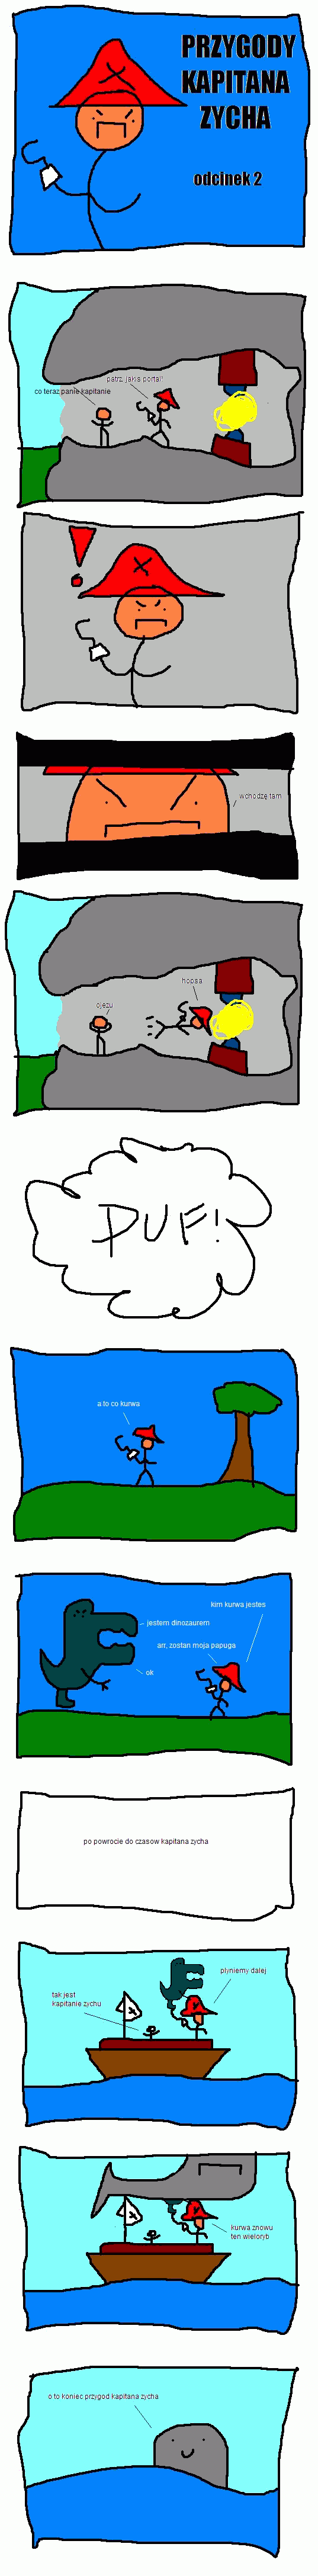 PRZYGODY
KAPITANA
ZYCHA
odcinek 2
patrz, jakis portal!
co teraz panie kapitanie
!
wchodzę tam
hopsa
ojezu
PUF!
a to co kurwa
kim kurwa jestes
jestem dinozaurem
arr, zostan moja papuga
ok
po powrocie do czasow kapitana zycha
plyniemy dalej
tak jest
kapitanie zychu
kurwa znowu
ten wieloryb
o to koniec przygod kapitana zycha